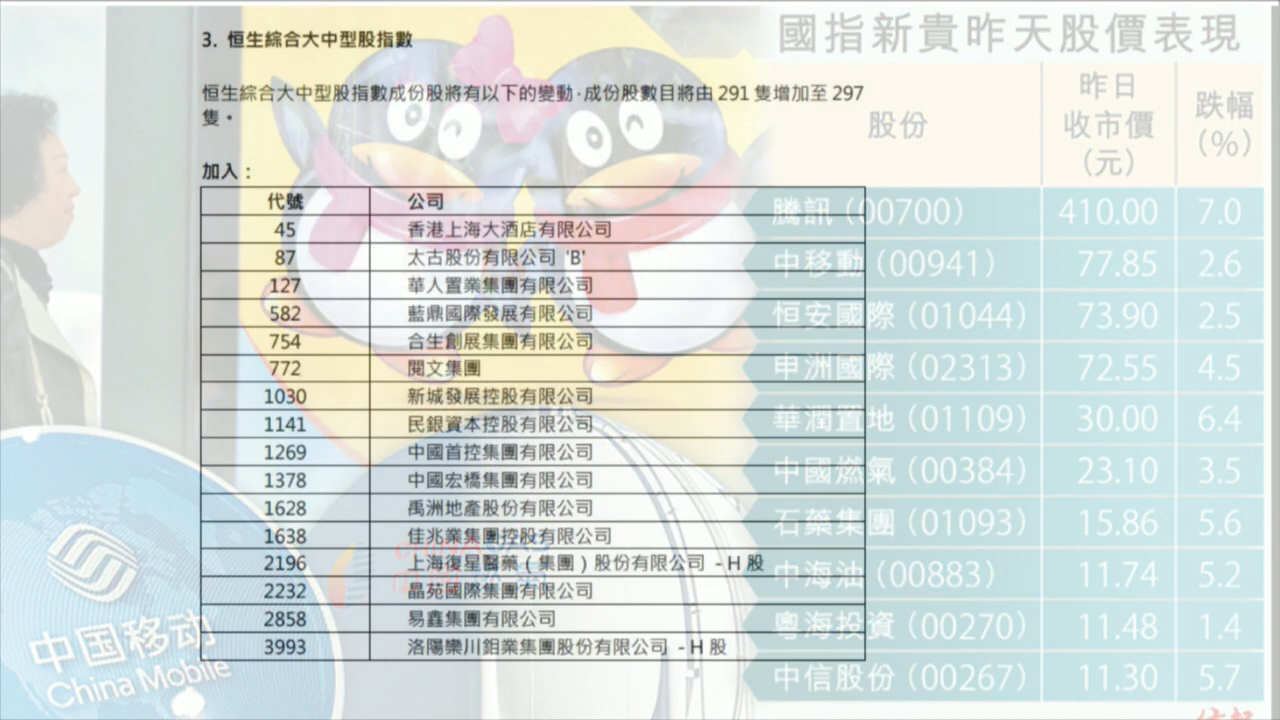 3. 恒生綜合大中型股指數
恒生綜合大中型股指數成份股將有以下的變動，成份股數目將由 291 隻增加至 297
隻。
加入：
代號 公司
45 香港上海大酒店有限公司
87 太古股份有限公司 'B'
127 華人置業集團有限公司
582 藍鼎國際發展有限公司
754 合生創展集團有限公司
772 閱文集團
1030 新城發展控股有限公司
1141 民銀資本控股有限公司
1269 中國首控集團有限公司
1378 中國宏橋集團有限公司
1628 禹洲地產股份有限公司
1638 佳兆業集團控股有限公司
2196 上海復星醫藥（集團）股份有限公司 - H 股
2232 晶苑國際集團有限公司
2858 易鑫集團有限公司
3993 洛陽欒川鉬業集團股份有限公司 - H 股
國指新貴昨天股價表現
股份 昨日收市價(元) 跌幅(%)
騰訊 (00700) 410.00 7.0
中移動 (00941) 77.85 2.6
恒安國際 (01044) 73.90 2.5
申洲國際 (02313) 72.55 4.5
華潤置地 (01109) 30.00 6.4
中國燃氣 (00384) 23.10 3.5
石藥集團 (01093) 15.86 5.6
中海油 (00883) 11.74 5.2
粵海投資 (00270) 11.48 1.4
中信股份 (00267) 11.30 5.7
中国移动
China Mobile
CHINA GAS